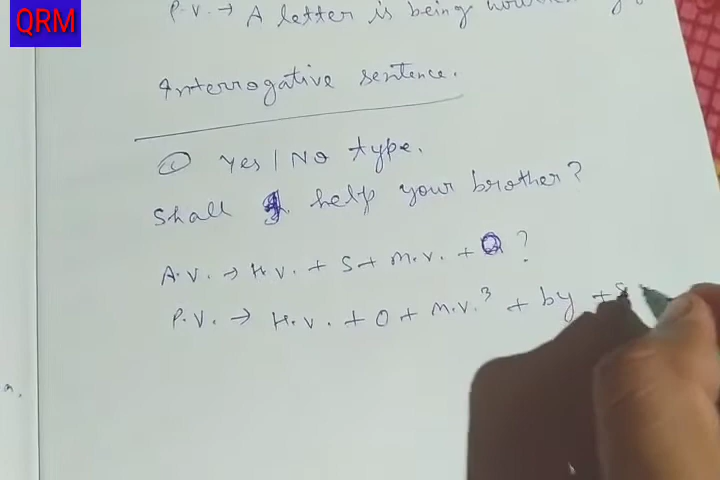 QRM
P.V. → A letter is being
Interrogative sentence.
① Yes / No type.
Shall I help your brother?
A.V. → H.V. + S + M.V. + O ?
P.V. → H.V. + O + M.V.³ + by + S